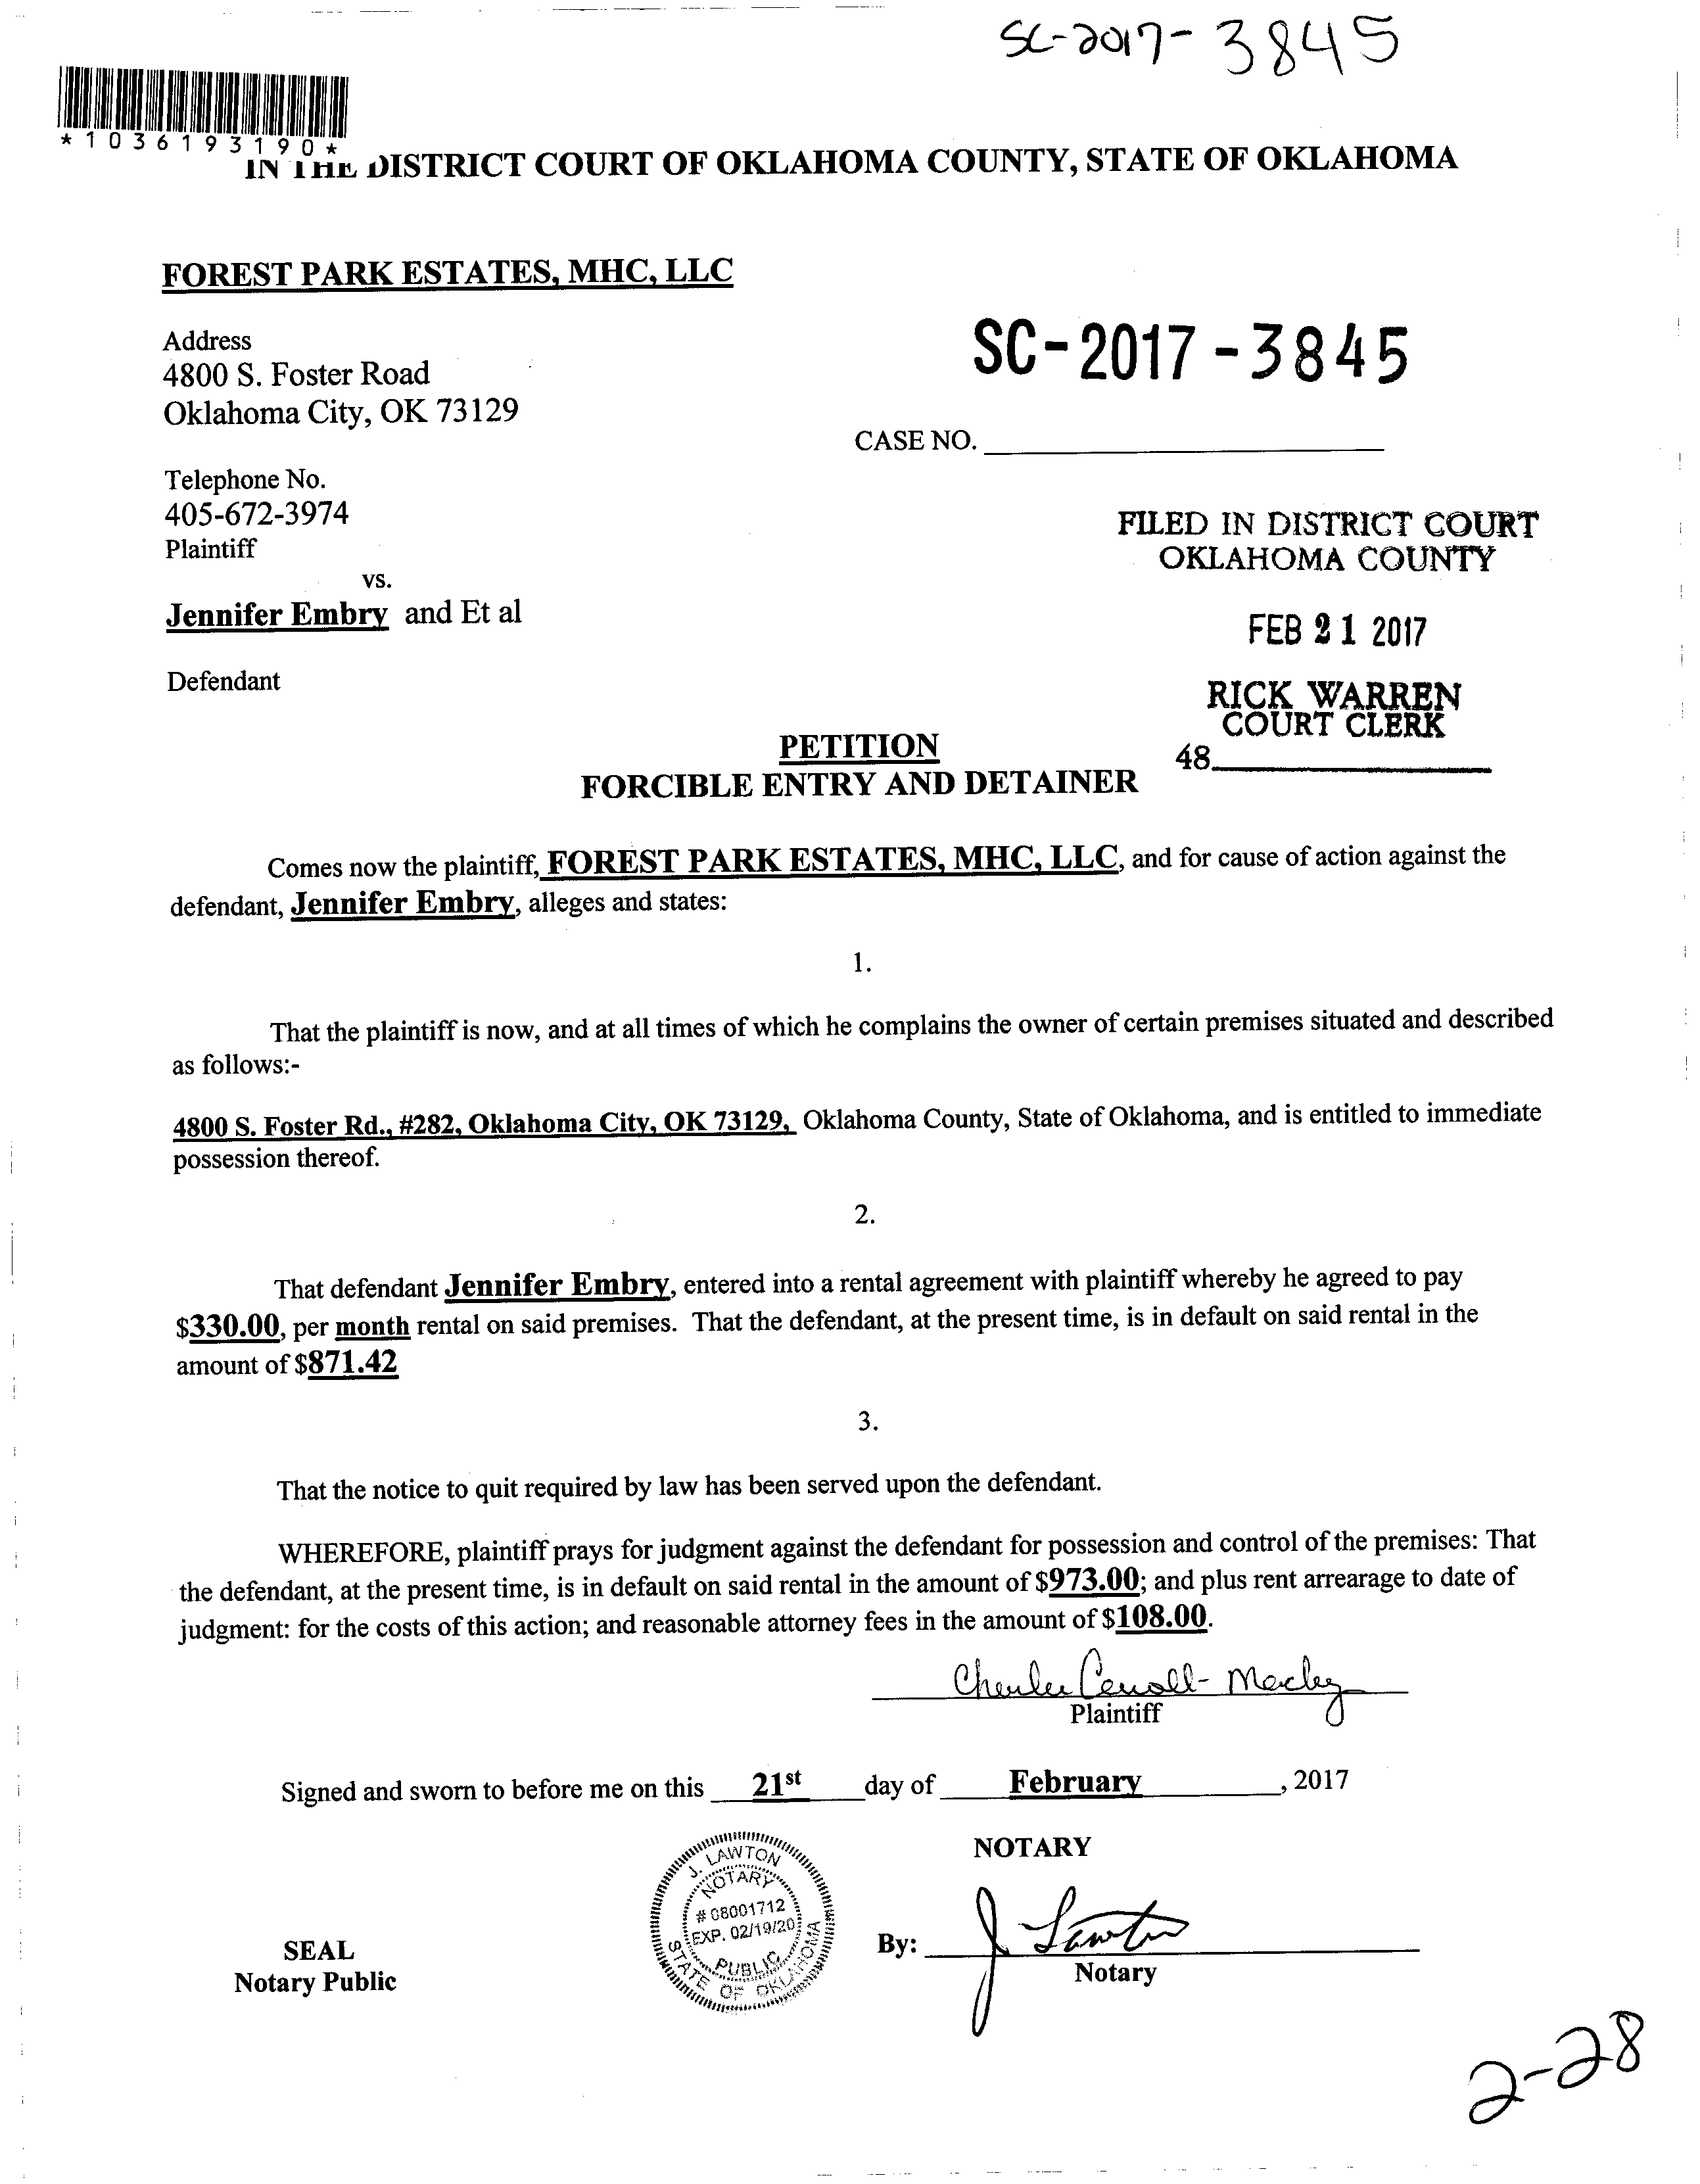 SC-2017-3845
*1036193190*
IN THE DISTRICT COURT OF OKLAHOMA COUNTY, STATE OF OKLAHOMA
FOREST PARK ESTATES, MHC, LLC
Address
4800 S. Foster Road
Oklahoma City, OK 73129
SC-2017-3845
CASE NO.
Telephone No.
405-672-3974
Plaintiff
vs.
Jennifer Embry and Et al
Defendant
FILED IN DISTRICT COURT
OKLAHOMA COUNTY
FEB 21 2017
RICK WARREN
COURT CLERK
48
PETITION
FORCIBLE ENTRY AND DETAINER
Comes now the plaintiff, FOREST PARK ESTATES, MHC, LLC, and for cause of action against the
defendant, Jennifer Embry, alleges and states:
1.
That the plaintiff is now, and at all times of which he complains the owner of certain premises situated and described
as follows:-
4800 S. Foster Rd., #282, Oklahoma City, OK 73129, Oklahoma County, State of Oklahoma, and is entitled to immediate
possession thereof.
2.
That defendant Jennifer Embry, entered into a rental agreement with plaintiff whereby he agreed to pay
$330.00, per month rental on said premises. That the defendant, at the present time, is in default on said rental in the
amount of $871.42
3.
That the notice to quit required by law has been served upon the defendant.
WHEREFORE, plaintiff prays for judgment against the defendant for possession and control of the premises: That
the defendant, at the present time, is in default on said rental in the amount of $973.00; and plus rent arrearage to date of
judgment: for the costs of this action; and reasonable attorney fees in the amount of $108.00.
Plaintiff
Signed and sworn to before me on this 21st day of February, 2017
NOTARY
J. LAWTON
NOTARY
# 08001712
EXP. 02/19/20
PUBLIC
STATE OF OKLAHOMA
SEAL
Notary Public
By: J Lawton
Notary
2-28